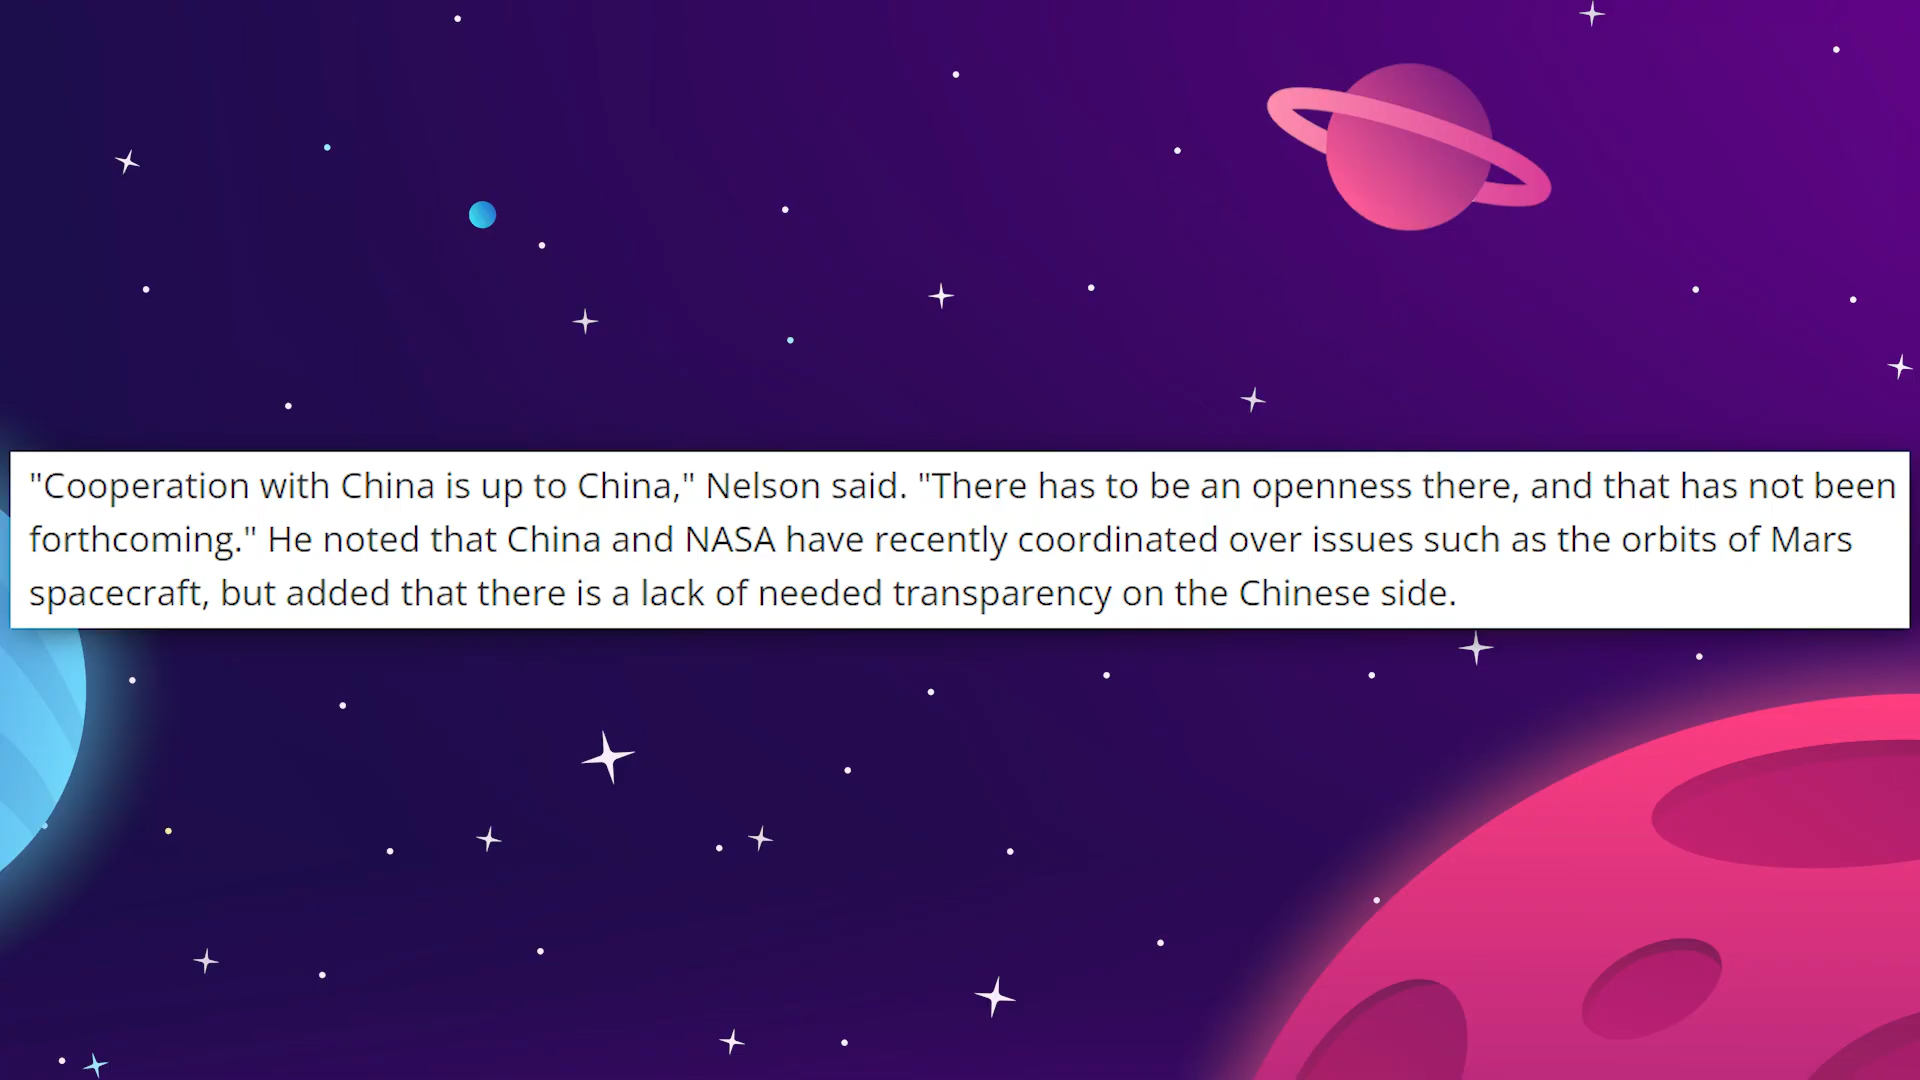 "Cooperation with China is up to China," Nelson said. "There has to be an openness there, and that has not been
forthcoming." He noted that China and NASA have recently coordinated over issues such as the orbits of Mars
spacecraft, but added that there is a lack of needed transparency on the Chinese side.